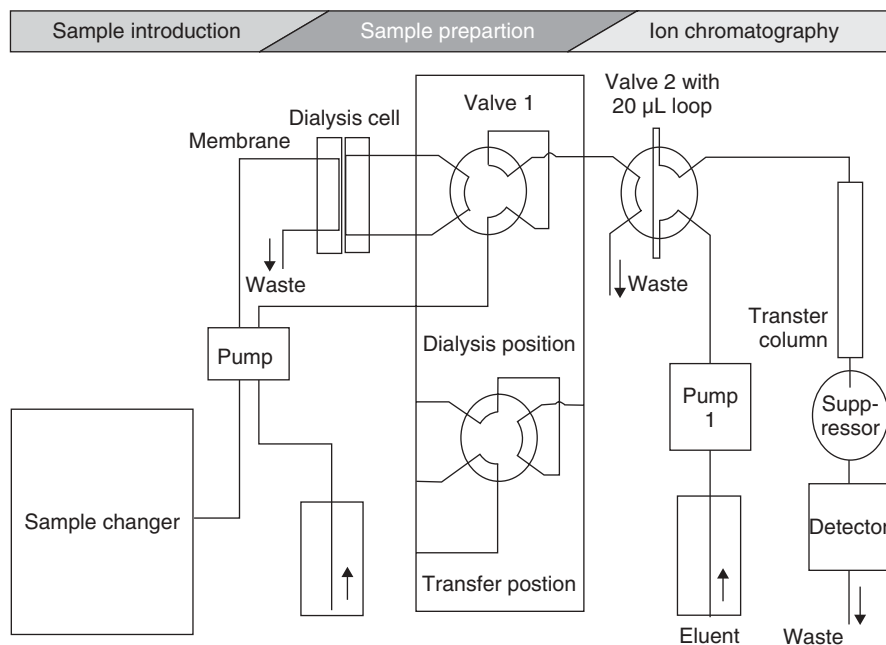 Sample introduction
Sample prepartion
Ion chromatography
Valve 1
Valve 2 with
20 µL loop
Dialysis cell
Membrane
Waste
Waste
Pump
Dialysis position
Transter
column
Pump
1
Supp-
ressor
Sample changer
Detector
Transfer postion
Eluent
Waste